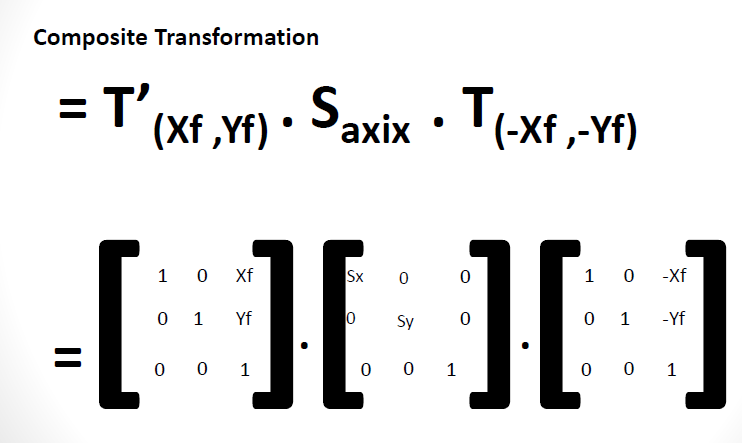 Composite Transformation
= T’(Xf ,Yf) . Saxix . T(-Xf ,-Yf)
1 0 Xf Sx 0 0 1 0 -Xf
0 1 Yf 0 Sy 0 0 1 -Yf
= 0 0 1 . 0 0 1 . 0 0 1